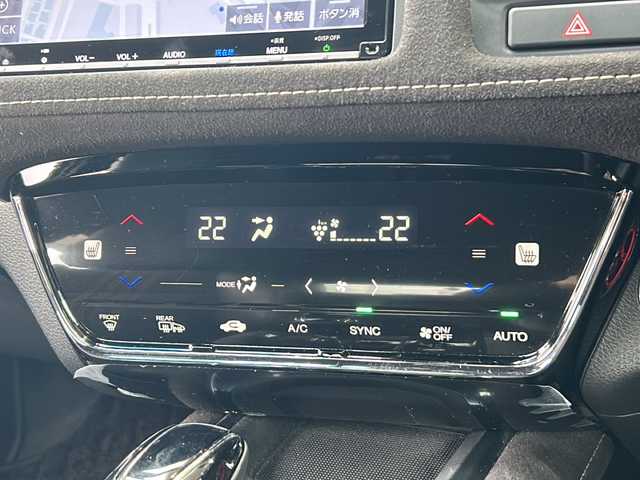 会話 発話 ボタン消
VOL− VOL+ AUDIO 現在地 MENU
DISP.OFF
22 22
MODE
FRONT REAR A/C SYNC ON/OFF AUTO